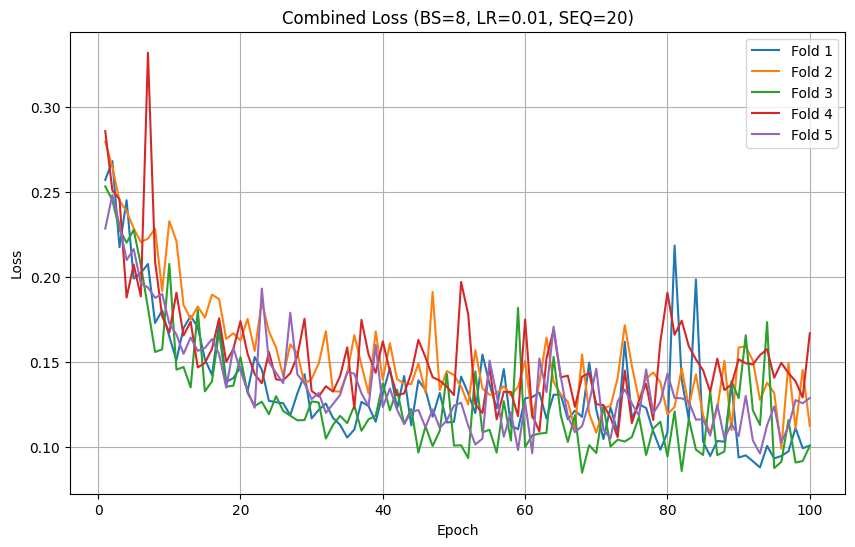 Combined Loss (BS=8, LR=0.01, SEQ=20)
Fold 1
Fold 2
Fold 3
Fold 4
Fold 5
0.30
0.25
0.20
0.15
0.10
Loss
0
20
40
60
80
100
Epoch